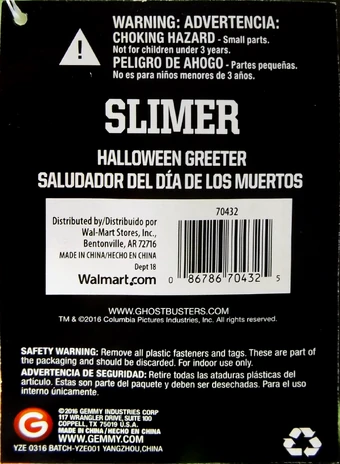 WARNING: ADVERTENCIA:
CHOKING HAZARD - Small parts.
Not for children under 3 years.
PELIGRO DE AHOGO - Partes pequeñas.
No es para niños menores de 3 años.
SLIMER
HALLOWEEN GREETER
SALUDADOR DEL DÍA DE LOS MUERTOS
70432
Distributed by/Distribuido por
Wal-Mart Stores, Inc.,
Bentonville, AR 72716
MADE IN CHINA/HECHO EN CHINA
Dept 18
Walmart.com
0 86786 70432 5
WWW.GHOSTBUSTERS.COM
TM & ©2016 Columbia Pictures Industries, Inc. All rights reserved.
SAFETY WARNING: Remove all plastic fasteners and tags. These are part of
the packaging and should be discarded. For indoor use only.
ADVERTENCIA DE SEGURIDAD: Retire todas las ataduras plásticas del
artículo. Estas son parte del paquete y deben ser desechadas. Para el uso
interno únicamente.
G
©2016 GEMMY INDUSTRIES CORP
117 WRANGLER DRIVE, SUITE 100
COPPELL, TX 75019 U.S.A.
MADE IN CHINA/HECHO EN CHINA
WWW.GEMMY.COM
YZE 0316 BATCH-YZE001 YANGZHOU,CHINA